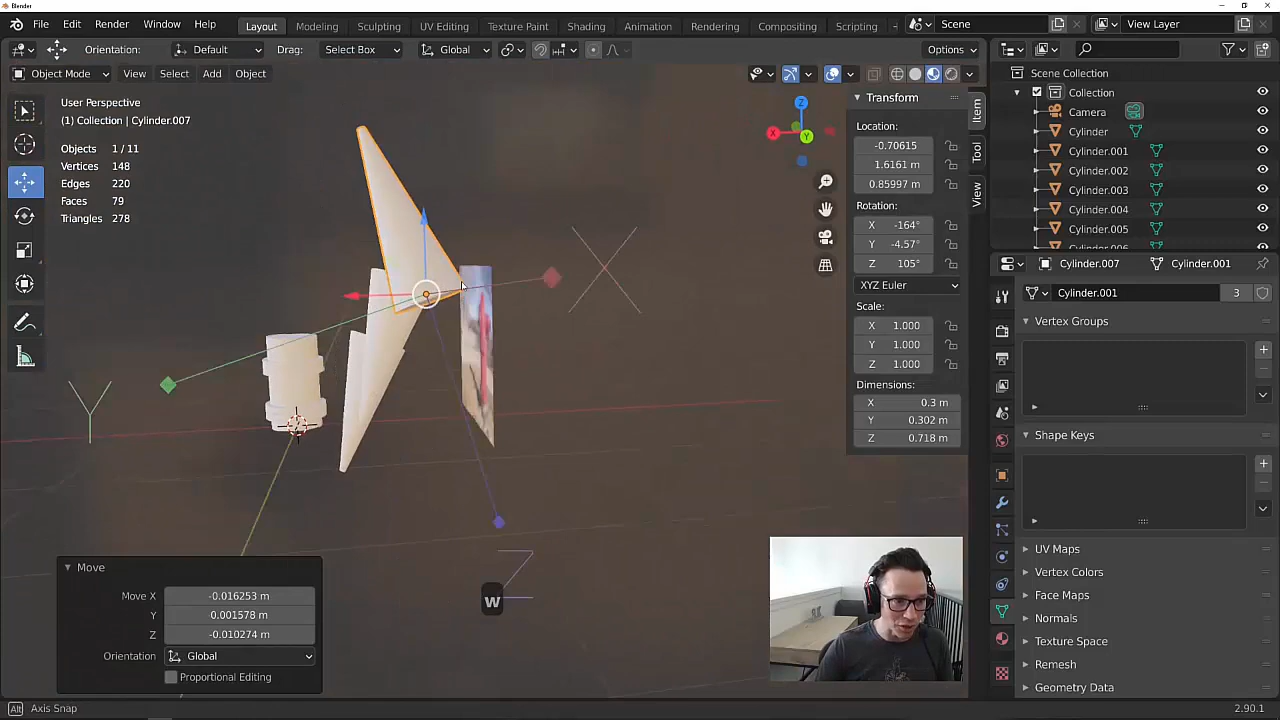 Blender
File Edit Render Window Help Layout Modeling Sculpting UV Editing Texture Paint Shading Animation Rendering Compositing Scripting Scene View Layer
Orientation: Default Drag: Select Box Global Options
Object Mode View Select Add Object
User Perspective
(1) Collection | Cylinder.007
Objects 1 / 11
Vertices 148
Edges 220
Faces 79
Triangles 278
Z
X
Y
Transform
Location:
-0.70615
1.6161 m
0.85997 m
Rotation:
X -164°
Y -4.57°
Z 105°
XYZ Euler
Scale:
X 1.000
Y 1.000
Z 1.000
Dimensions:
X 0.3 m
Y 0.302 m
Z 0.718 m
Item
Tool
View
Scene Collection
Collection
Camera
Cylinder
Cylinder.001
Cylinder.002
Cylinder.003
Cylinder.004
Cylinder.005
Cylinder.007 Cylinder.001
Cylinder.001 3
Vertex Groups
Shape Keys
UV Maps
Vertex Colors
Face Maps
Normals
Texture Space
Remesh
Geometry Data
X
Y
Z
W
Move
Move X -0.016253 m
Y 0.001578 m
Z -0.010274 m
Orientation Global
Proportional Editing
Alt Axis Snap
2.90.1